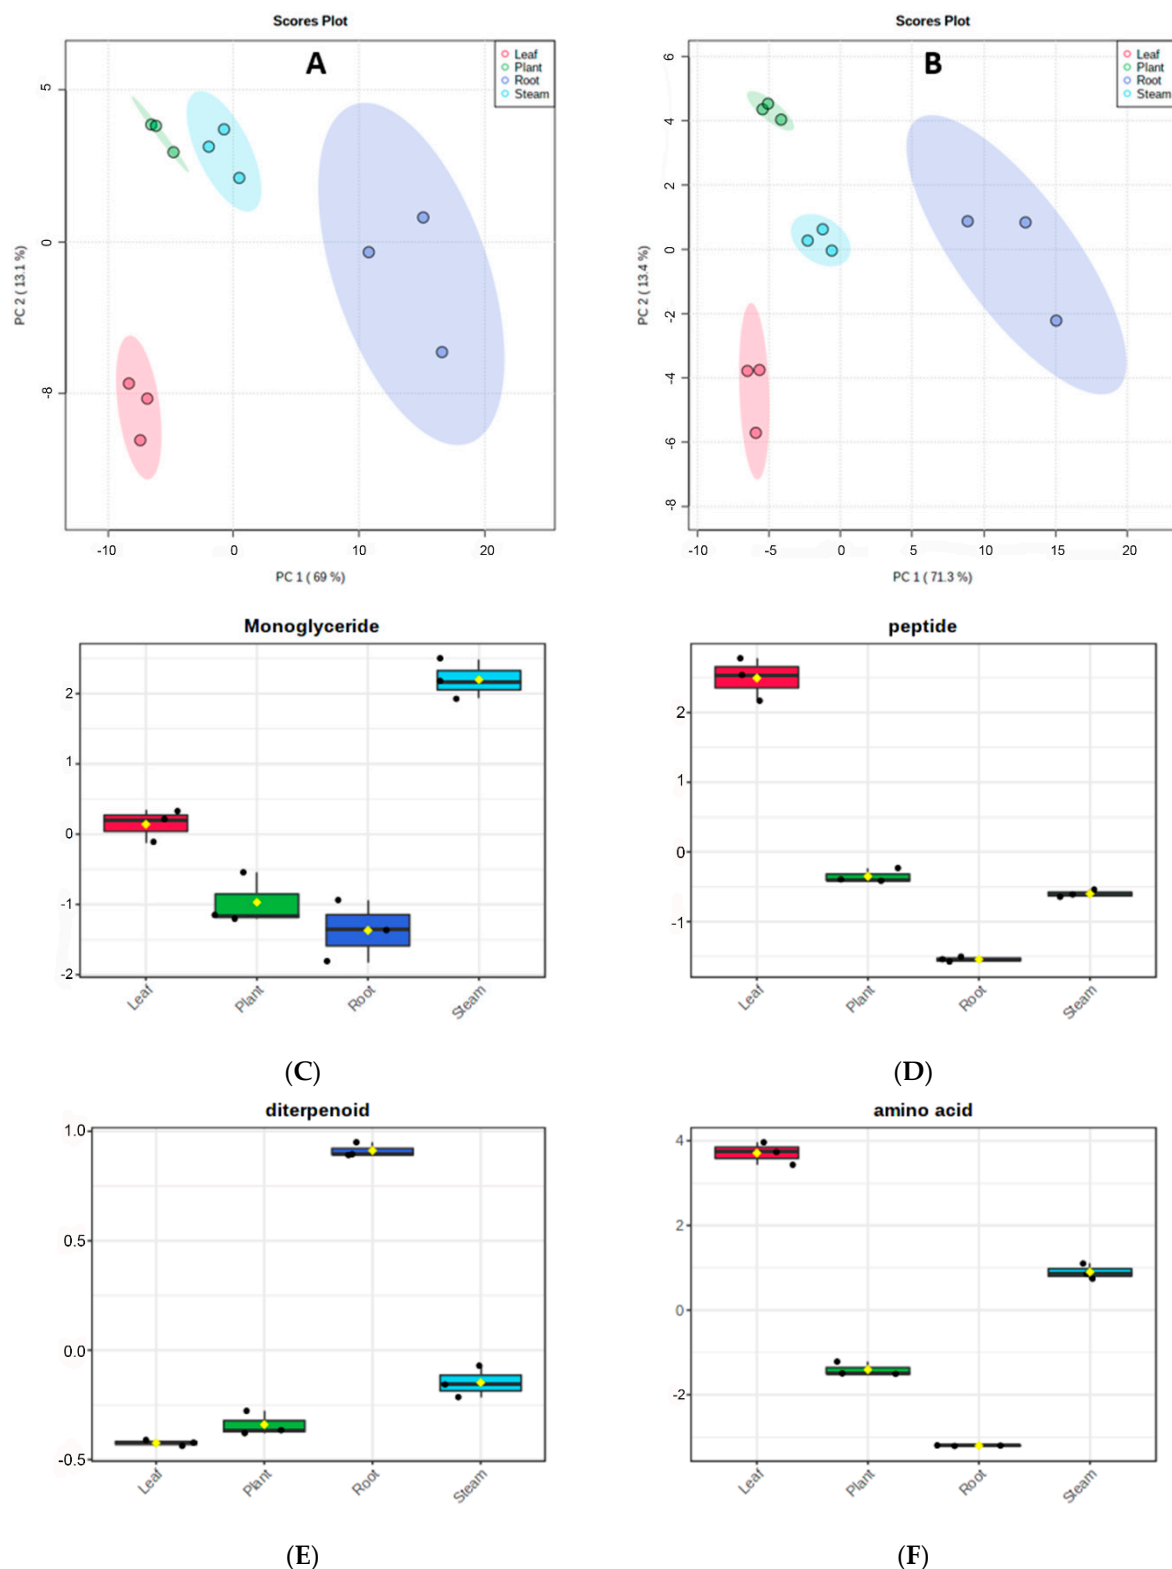 Scores Plot
A
Leaf
Plant
Root
Steam
5
0
-8
PC 2 ( 13.1 %)
-10
0
10
20
PC 1 ( 69 %)
Scores Plot
B
Leaf
Plant
Root
Steam
6
4
2
0
-2
-4
-6
-8
PC 2 ( 13.4 %)
-10
-5
0
5
10
15
20
PC 1 ( 71.3 %)
Monoglyceride
2
1
0
-1
-2
Leaf
Plant
Root
Steam
(C)
peptide
2
1
0
-1
Leaf
Plant
Root
Steam
(D)
diterpenoid
1.0
0.5
0.0
-0.5
Leaf
Plant
Root
Steam
(E)
amino acid
4
2
0
-2
Leaf
Plant
Root
Steam
(F)